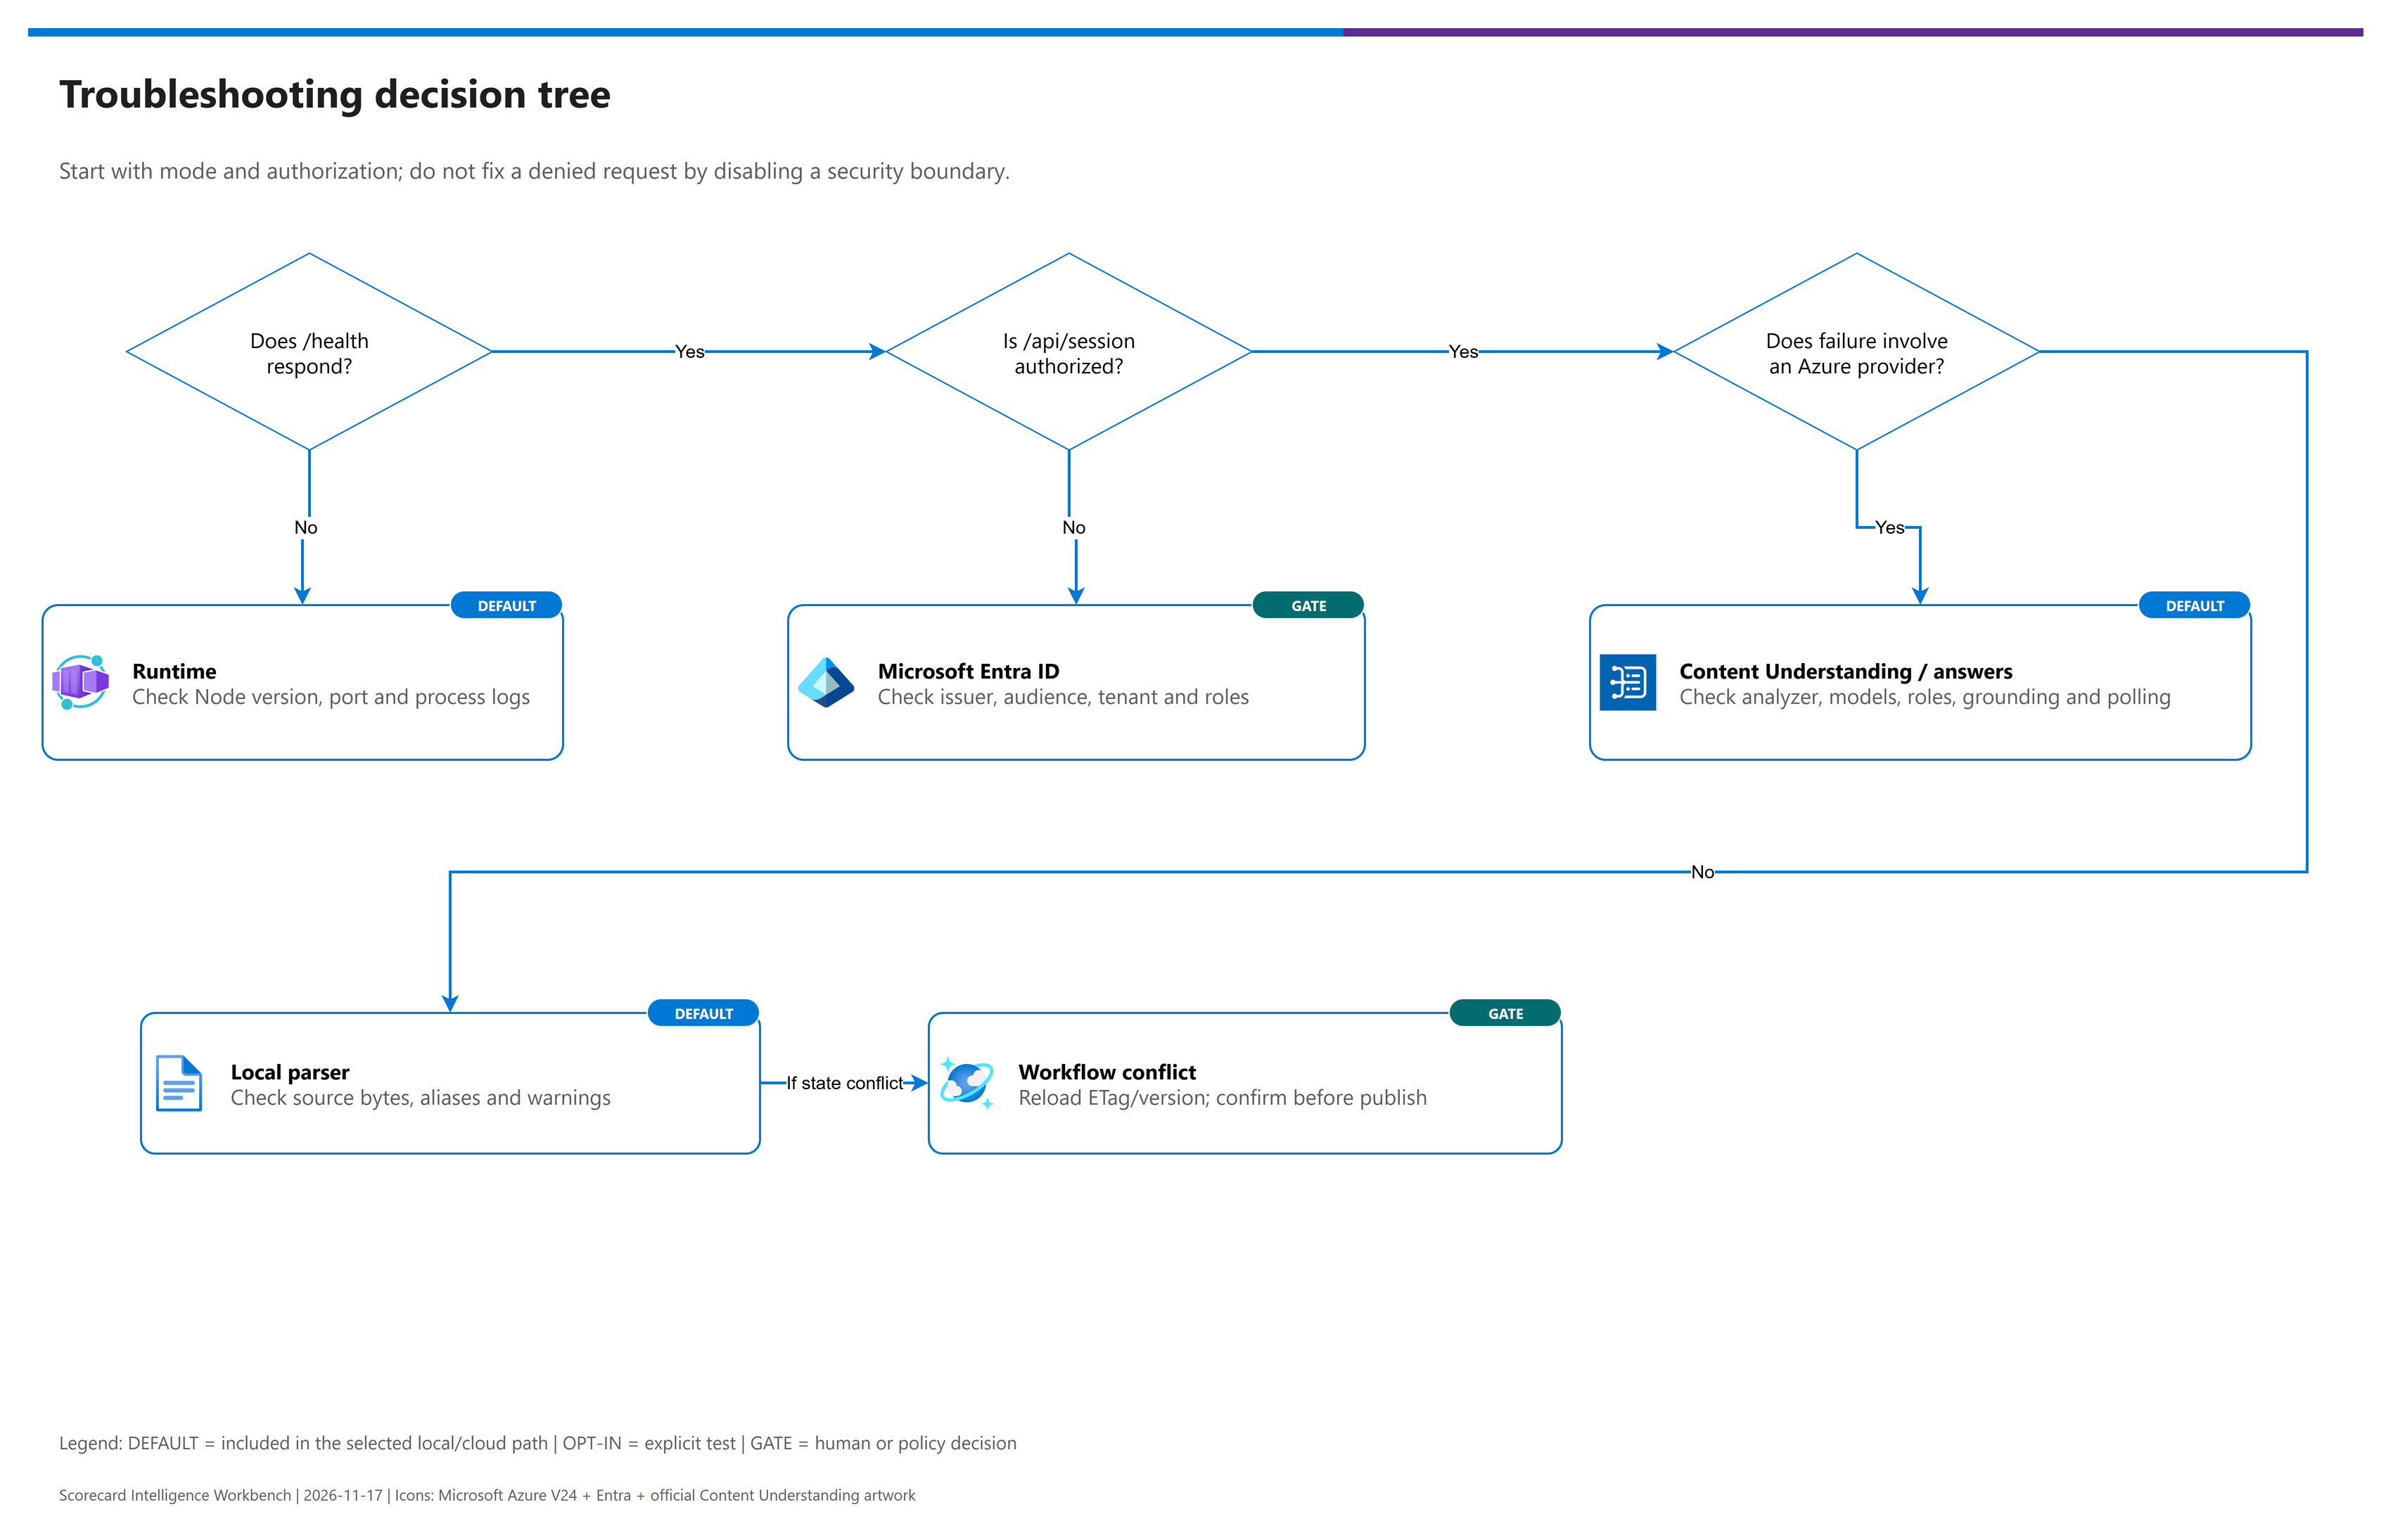 Troubleshooting decision tree
Start with mode and authorization; do not fix a denied request by disabling a security boundary.
Does /health
respond?
Yes
Is /api/session
authorized?
Yes
Does failure involve
an Azure provider?
No
No
Yes
DEFAULT
Runtime
Check Node version, port and process logs
GATE
Microsoft Entra ID
Check issuer, audience, tenant and roles
DEFAULT
Content Understanding / answers
Check analyzer, models, roles, grounding and polling
No
DEFAULT
Local parser
Check source bytes, aliases and warnings
If state conflict
GATE
Workflow conflict
Reload ETag/version; confirm before publish
Legend: DEFAULT = included in the selected local/cloud path | OPT-IN = explicit test | GATE = human or policy decision
Scorecard Intelligence Workbench | 2026-11-17 | Icons: Microsoft Azure V24 + Entra + official Content Understanding artwork